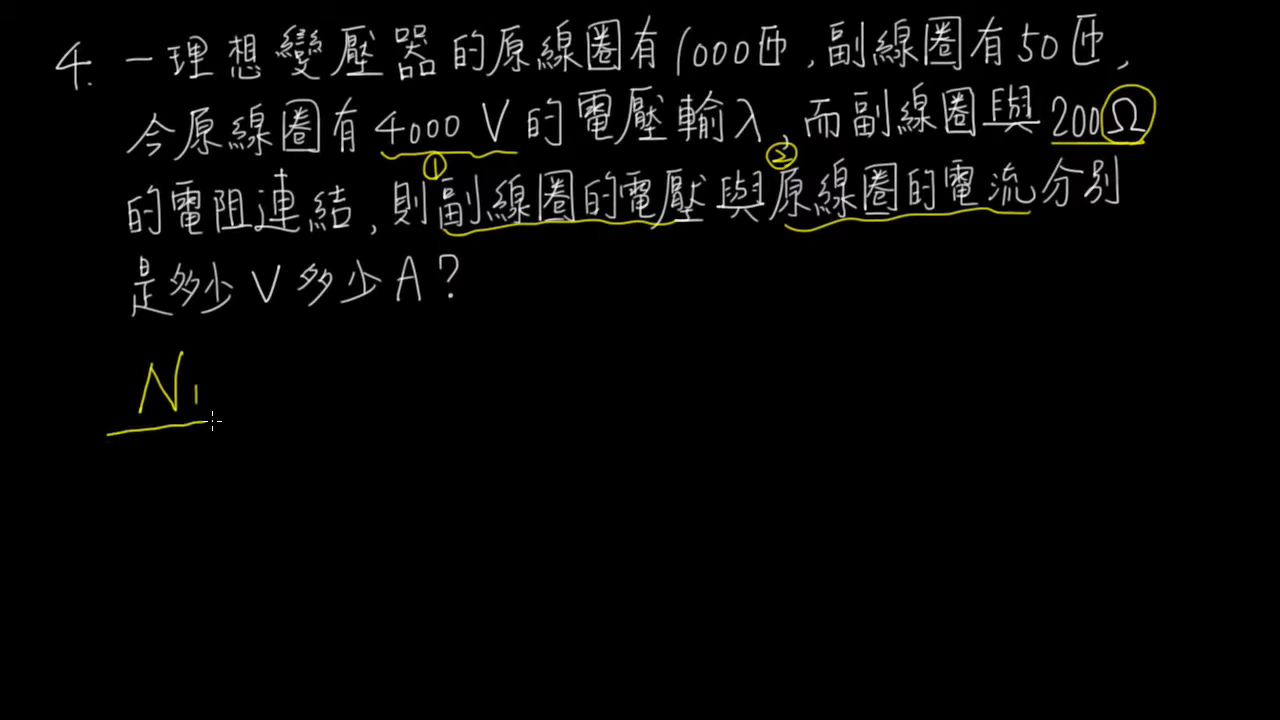 4. 一理想變壓器的原線圈有1000匝,副線圈有50匝,
今原線圈有4000 V的電壓輸入,而副線圈與200Ω
① ②
的電阻連結,則副線圈的電壓與原線圈的電流分別
是多少V多少A?
N1